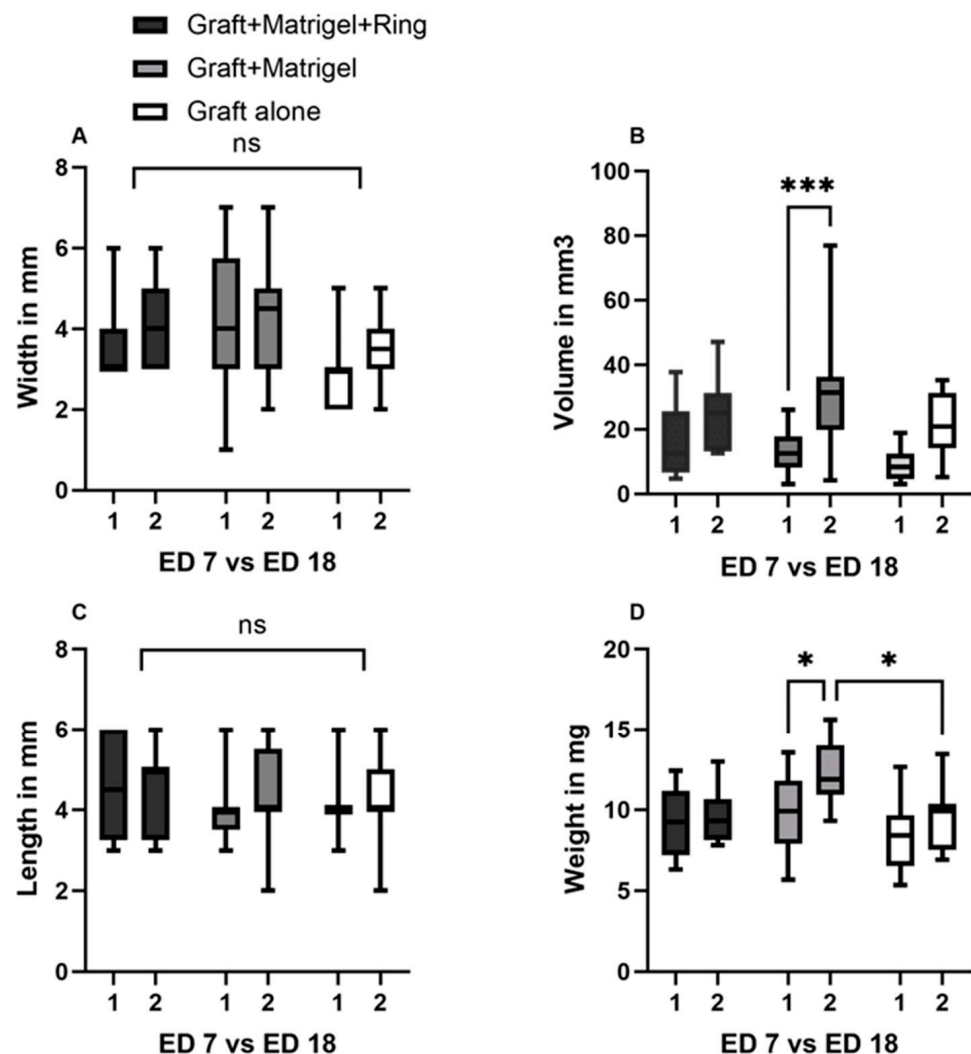 Graft+Matrigel+Ring
Graft+Matrigel
Graft alone
A
ns
Width in mm
8
6
4
2
0
1 2 1 2 1 2
ED 7 vs ED 18
B
***
Volume in mm3
100
80
60
40
20
0
1 2 1 2 1 2
ED 7 vs ED 18
C
ns
Length in mm
8
6
4
2
0
1 2 1 2 1 2
ED 7 vs ED 18
D
* *
Weight in mg
20
15
10
5
0
1 2 1 2 1 2
ED 7 vs ED 18